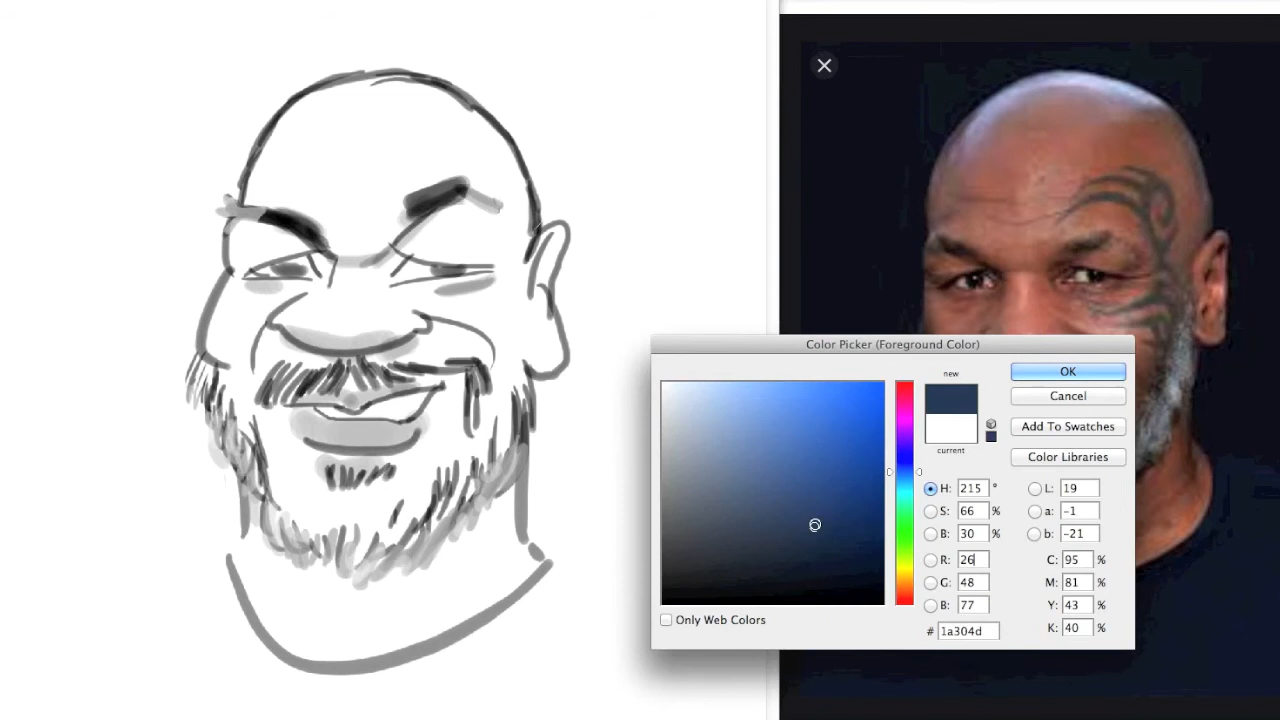 Color Picker (Foreground Color)
new
current
OK
Cancel
Add To Swatches
Color Libraries
H: 215 °
S: 66 %
B: 30 %
R: 26
G: 48
B: 77
# 1a304d
L: 19
a: -1
b: -21
C: 95 %
M: 81 %
Y: 43 %
K: 40 %
Only Web Colors